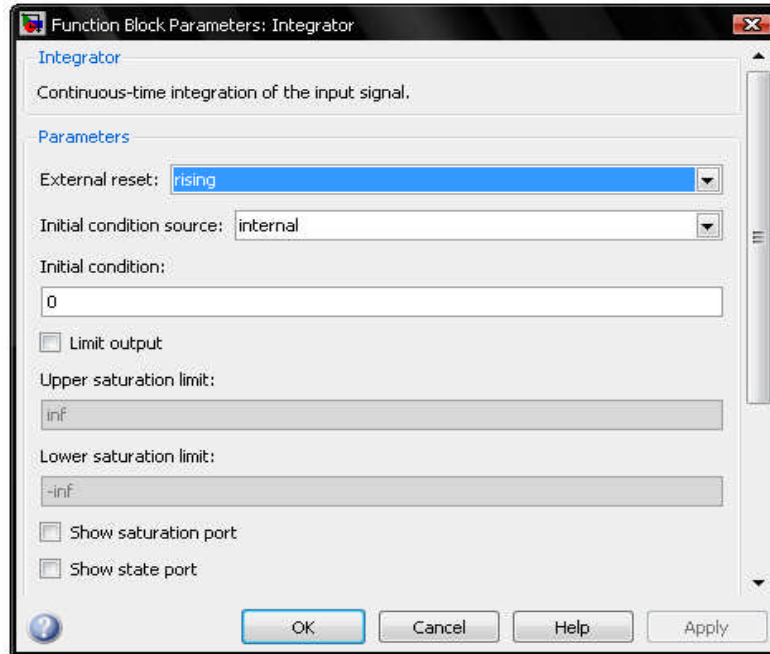 Function Block Parameters: Integrator
Integrator
Continuous-time integration of the input signal.
Parameters
External reset: rising
Initial condition source: internal
Initial condition:
0
Limit output
Upper saturation limit:
inf
Lower saturation limit:
-inf
Show saturation port
Show state port
OK Cancel Help Apply